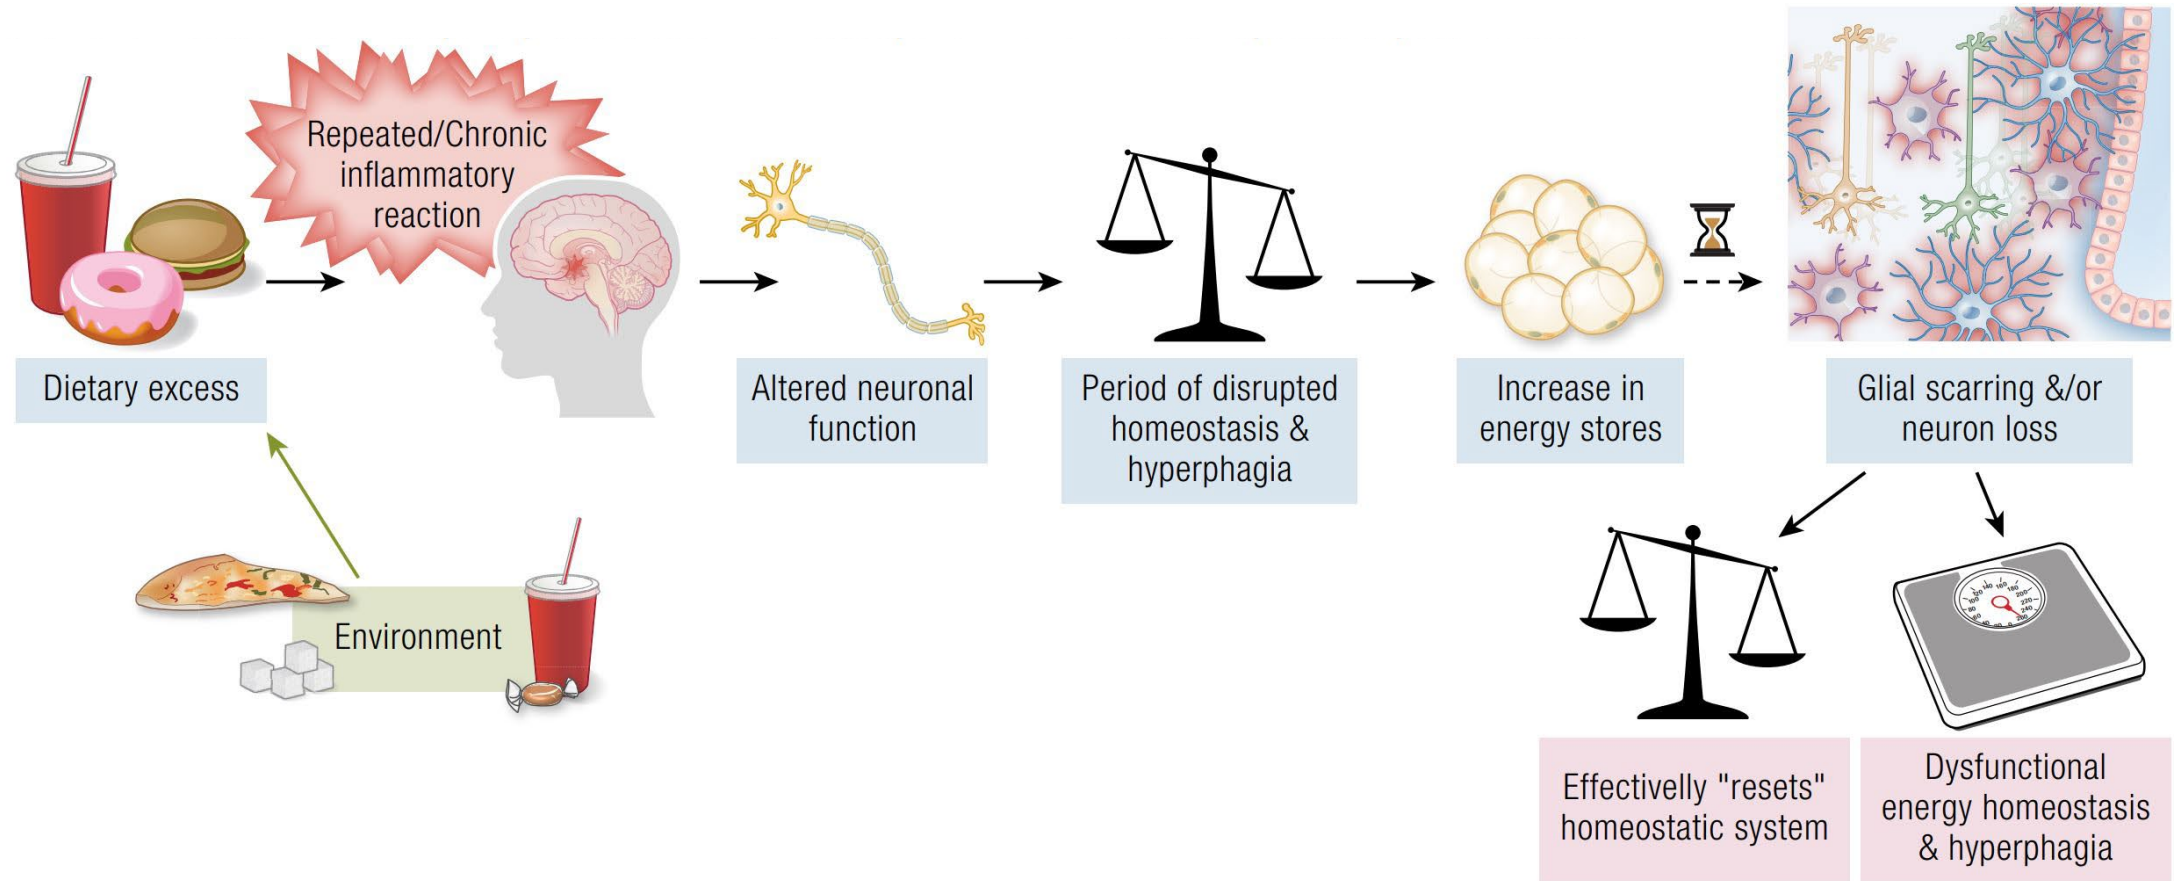 Repeated/Chronic
inflammatory
reaction
Dietary excess
Altered neuronal
function
Period of disrupted
homeostasis &
hyperphagia
Increase in
energy stores
Glial scarring &/or
neuron loss
Environment
Effectivelly "resets"
homeostatic system
Dysfunctional
energy homeostasis
& hyperphagia